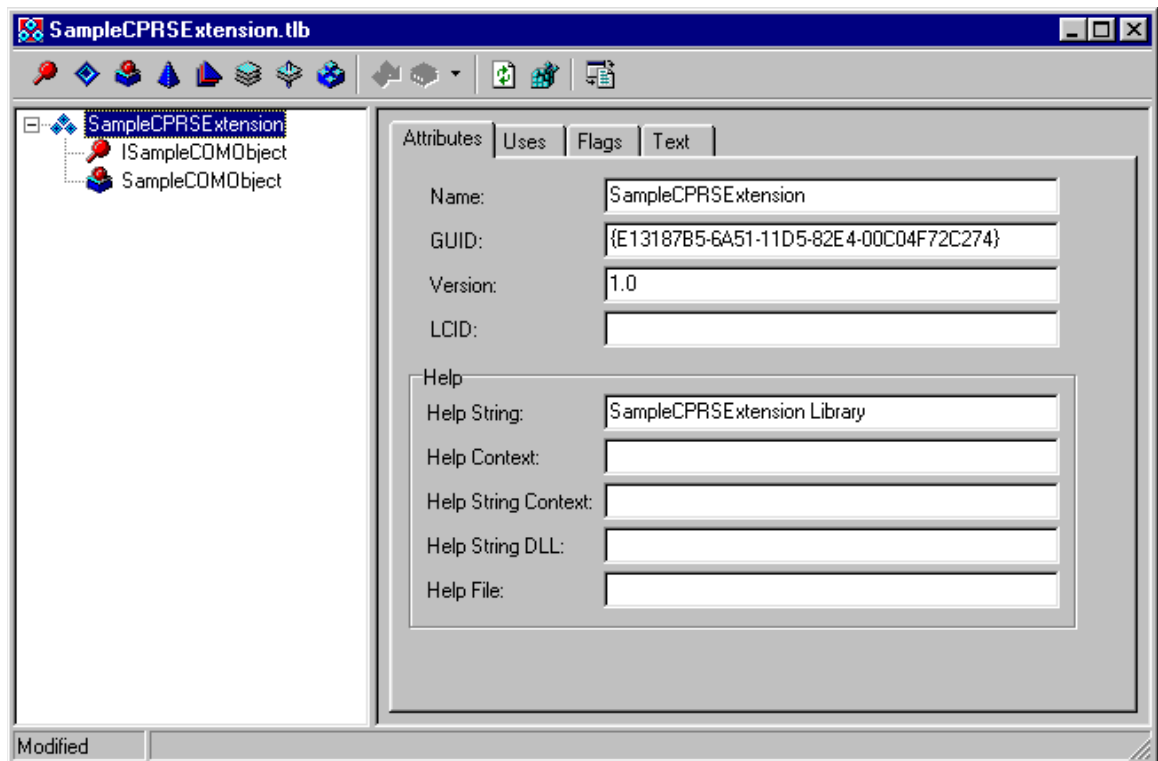 SampleCPRSExtension.tlb
SampleCPRSExtension
ISampleCOMObject
SampleCOMObject
Attributes Uses Flags Text
Name: SampleCPRSExtension
GUID: {E13187B5-6A51-11D5-82E4-00C04F72C274}
Version: 1.0
LCID:
Help
Help String: SampleCPRSExtension Library
Help Context:
Help String Context:
Help String DLL:
Help File:
Modified